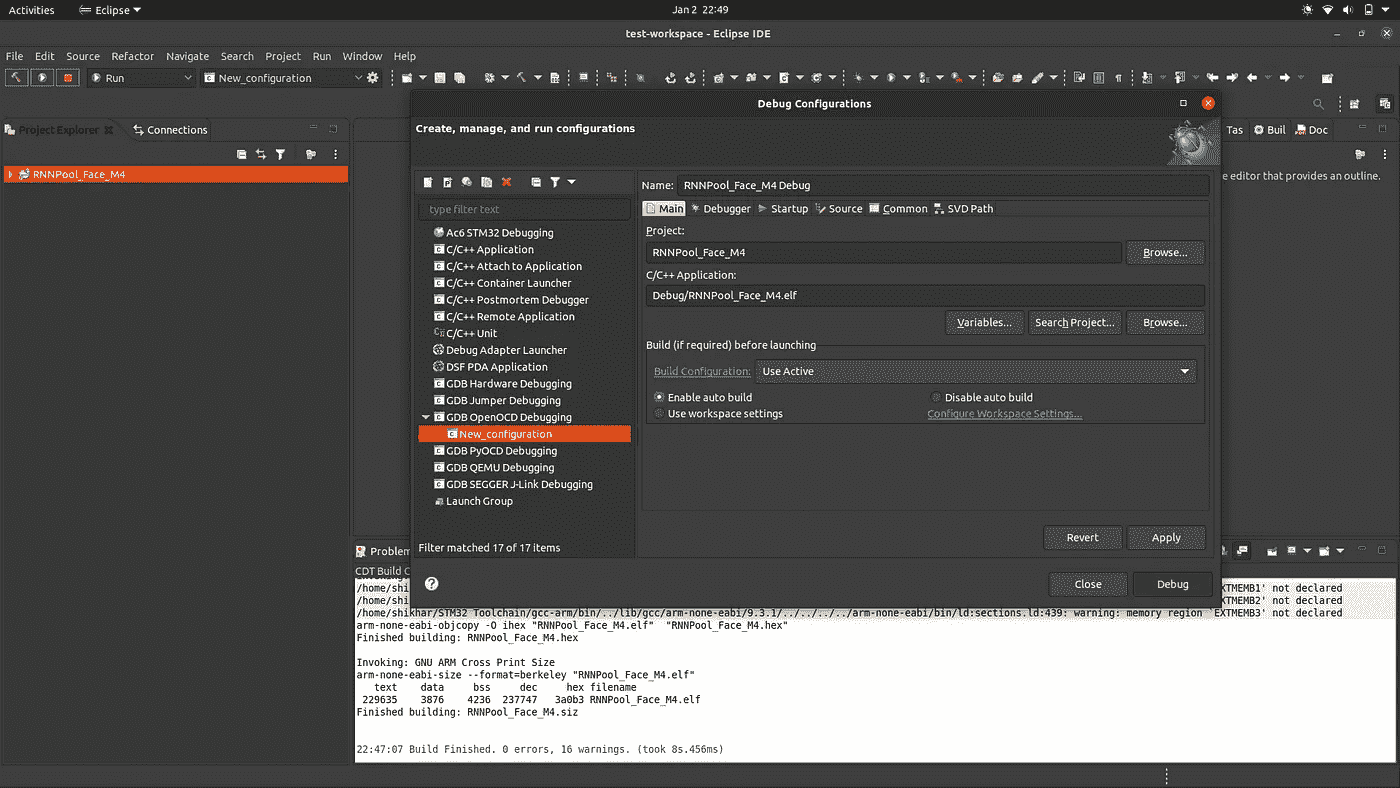 Activities Eclipse Jan 2 22:49
test-workspace - Eclipse IDE
File Edit Source Refactor Navigate Search Project Run Window Help
Run New_configuration
Debug Configurations
Project Explorer Connections
Create, manage, and run configurations
Tas Buil Doc
RNNPool_Face_M4
e editor that provides an outline.
Name: RNNPool_Face_M4 Debug
type filter text
Main Debugger Startup Source Common SVD Path
Ac6 STM32 Debugging
C/C++ Application
C/C++ Attach to Application
C/C++ Container Launcher
C/C++ Postmortem Debugger
C/C++ Remote Application
C/C++ Unit
Debug Adapter Launcher
DSF PDA Application
GDB Hardware Debugging
GDB Jumper Debugging
GDB OpenOCD Debugging
New_configuration
GDB PyOCD Debugging
GDB QEMU Debugging
GDB SEGGER J-Link Debugging
Launch Group
Filter matched 17 of 17 items
Project:
RNNPool_Face_M4 Browse...
C/C++ Application:
Debug/RNNPool_Face_M4.elf
Variables... Search Project... Browse...
Build (if required) before launching
Build Configuration: Use Active
Enable auto build Disable auto build
Use workspace settings Configure Workspace Settings...
Revert Apply
Close Debug
Problem
CDT Build C
/home/shi EXTMEMB1' not declared
/home/shi EXTMEMB2' not declared
/home/shikhar/STM32 Toolchain/gcc-arm/bin/../lib/gcc/arm-none-eabi/9.3.1/../../../../arm-none-eabi/bin/ld:sections.ld:439: warning: memory region `EXTMEMB3' not declared
arm-none-eabi-objcopy -O ihex "RNNPool_Face_M4.elf" "RNNPool_Face_M4.hex"
Finished building: RNNPool_Face_M4.hex
Invoking: GNU ARM Cross Print Size
arm-none-eabi-size --format=berkeley "RNNPool_Face_M4.elf"
text data bss dec hex filename
229635 3876 4236 237747 3a0b3 RNNPool_Face_M4.elf
Finished building: RNNPool_Face_M4.siz
22:47:07 Build Finished. 0 errors, 16 warnings. (took 8s.456ms)